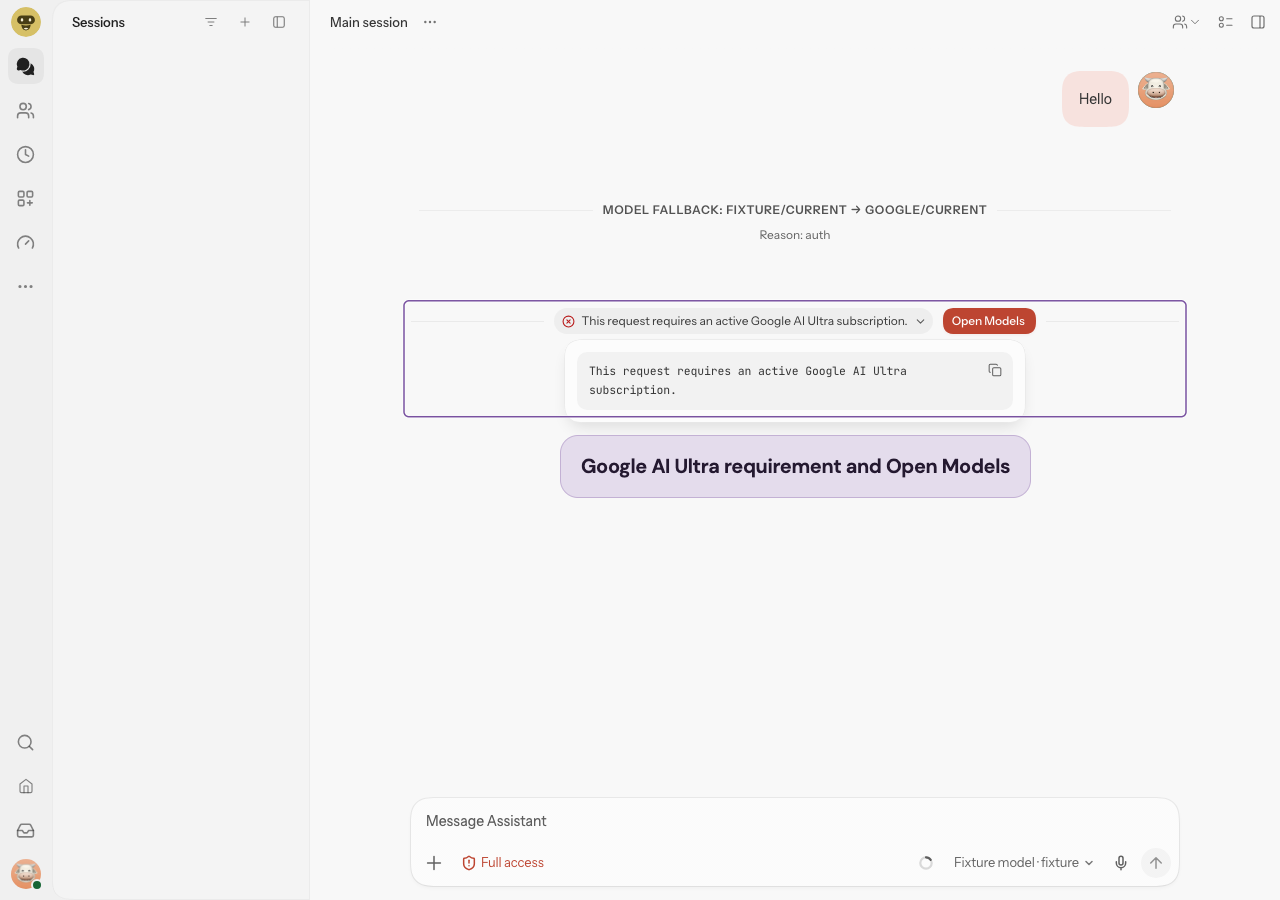 Sessions
Main session
Hello
MODEL FALLBACK: FIXTURE/CURRENT → GOOGLE/CURRENT
Reason: auth
This request requires an active Google AI Ultra subscription.
Open Models
This request requires an active Google AI Ultra
subscription.
Google AI Ultra requirement and Open Models
Message Assistant
Full access
Fixture model · fixture